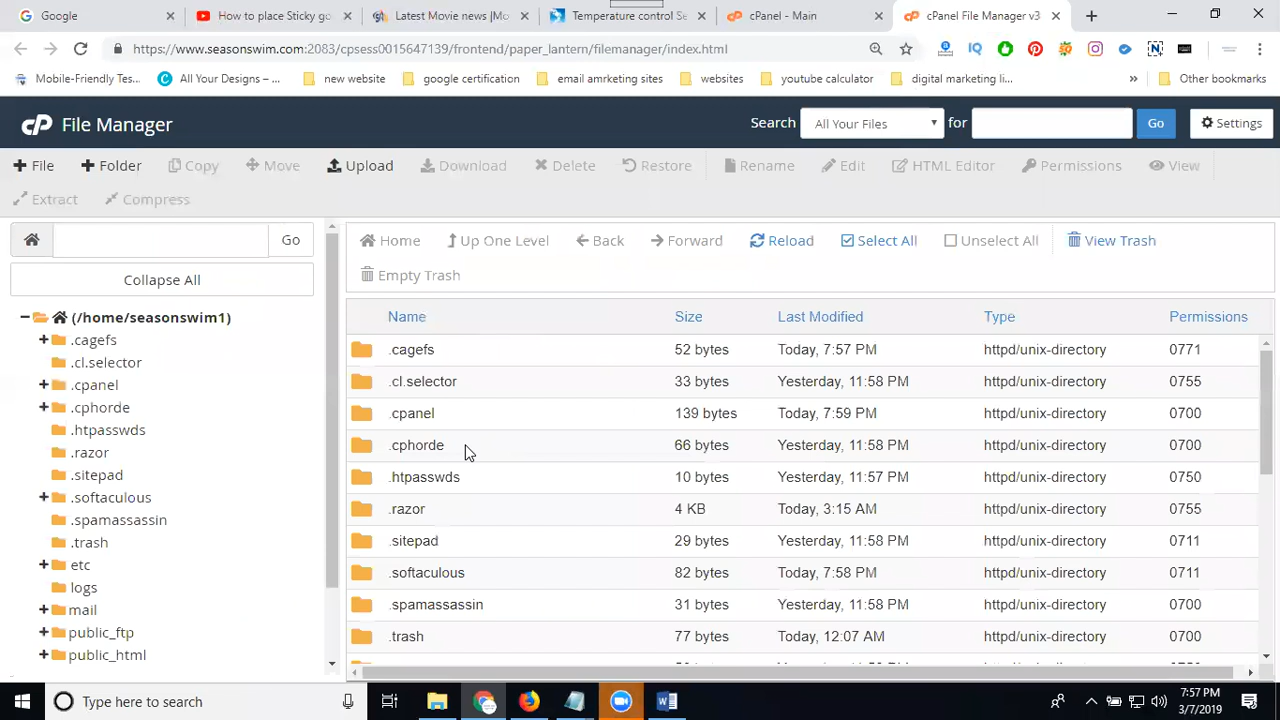 Google
How to place Sticky go
Latest Movie news |Mo
Temperature control Se
cPanel - Main
cPanel File Manager v3
https://www.seasonswim.com:2083/cpsess0015647139/frontend/paper_lantern/filemanager/index.html
Mobile-Friendly Tes...
All Your Designs – ...
new website
google certification
email amrketing sites
websites
youtube calculator
digital marketing li...
Other bookmarks
cP File Manager
Search
All Your Files
for
Go
Settings
File
Folder
Copy
Move
Upload
Download
Delete
Restore
Rename
Edit
HTML Editor
Permissions
View
Extract
Compress
Go
Collapse All
(/home/seasonswim1)
.cagefs
.cl.selector
.cpanel
.cphorde
.htpasswds
.razor
.sitepad
.softaculous
.spamassassin
.trash
etc
logs
mail
public_ftp
public_html
Home
Up One Level
Back
Forward
Reload
Select All
Unselect All
View Trash
Empty Trash
Name Size Last Modified Type Permissions
.cagefs 52 bytes Today, 7:57 PM httpd/unix-directory 0771
.cl.selector 33 bytes Yesterday, 11:58 PM httpd/unix-directory 0755
.cpanel 139 bytes Today, 7:59 PM httpd/unix-directory 0700
.cphorde 66 bytes Yesterday, 11:58 PM httpd/unix-directory 0700
.htpasswds 10 bytes Yesterday, 11:57 PM httpd/unix-directory 0750
.razor 4 KB Today, 3:15 AM httpd/unix-directory 0755
.sitepad 29 bytes Yesterday, 11:58 PM httpd/unix-directory 0711
.softaculous 82 bytes Today, 7:58 PM httpd/unix-directory 0711
.spamassassin 31 bytes Yesterday, 11:58 PM httpd/unix-directory 0700
.trash 77 bytes Today, 12:07 AM httpd/unix-directory 0700
Type here to search
7:57 PM
3/7/2019